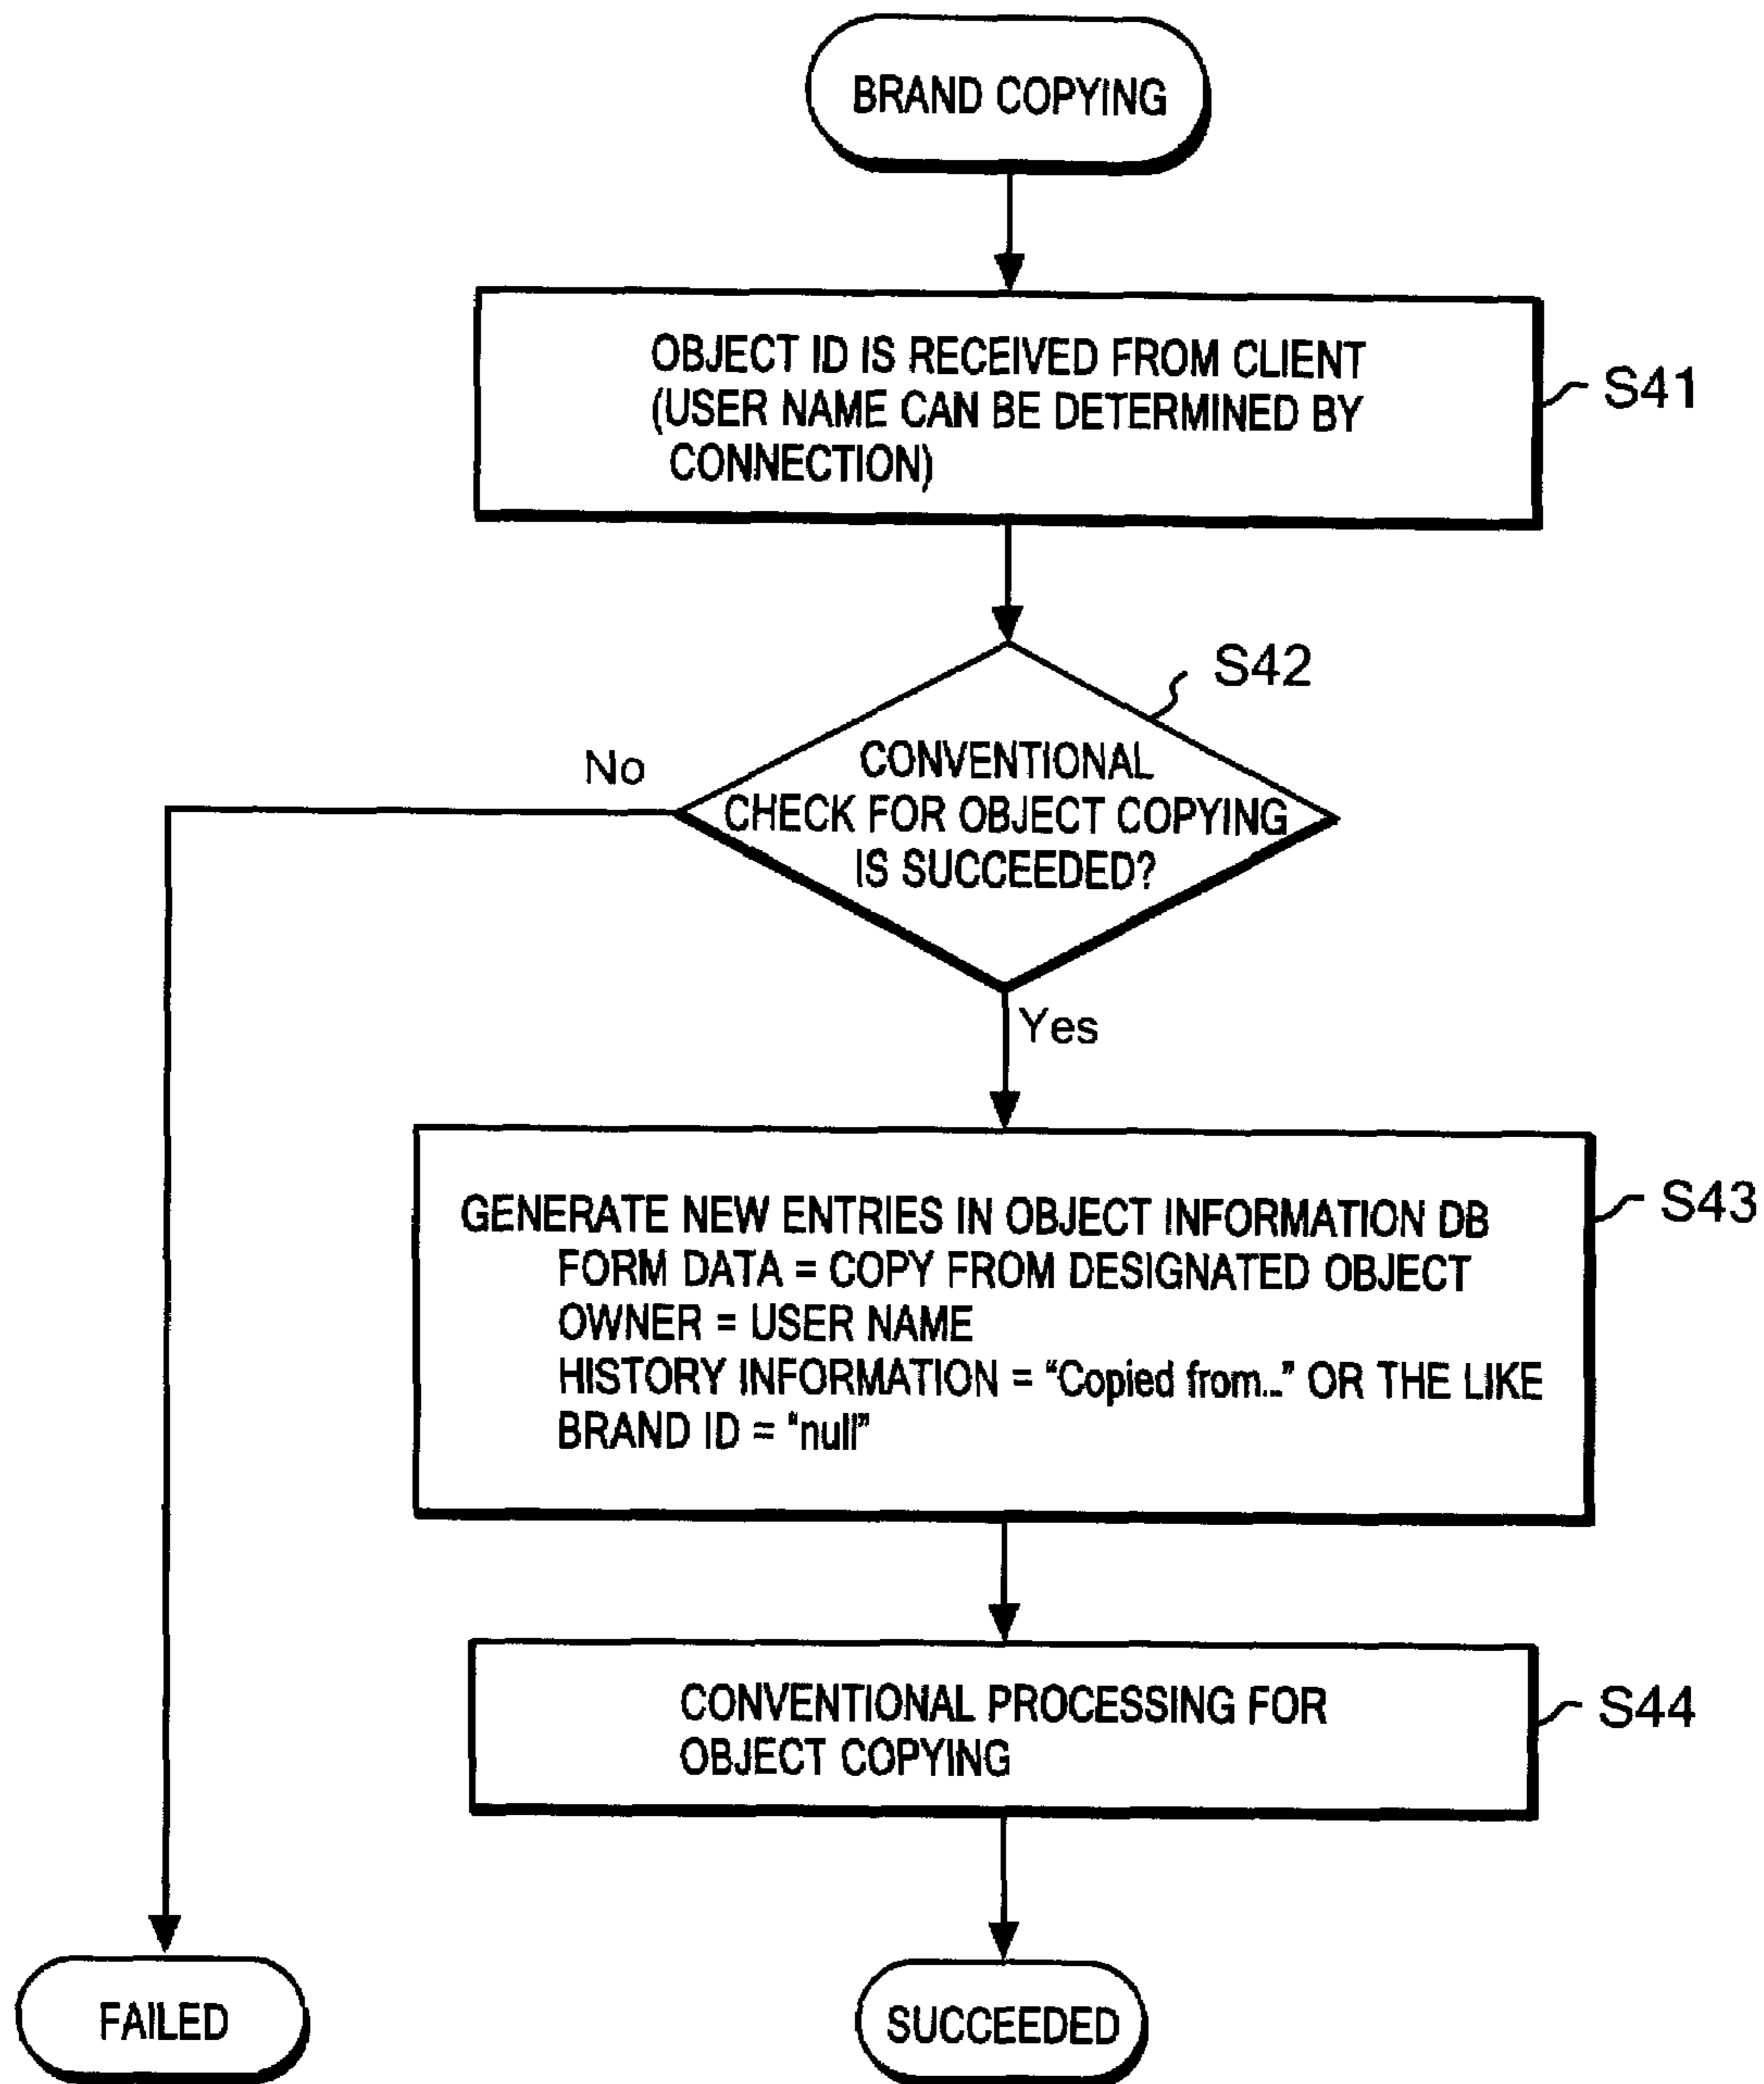 BRAND COPYING
OBJECT ID IS RECEIVED FROM CLIENT
(USER NAME CAN BE DETERMINED BY
CONNECTION)
S41
S42
CONVENTIONAL
CHECK FOR OBJECT COPYING
IS SUCCEEDED?
No
Yes
GENERATE NEW ENTRIES IN OBJECT INFORMATION DB
FORM DATA = COPY FROM DESIGNATED OBJECT
OWNER = USER NAME
HISTORY INFORMATION = “Copied from...” OR THE LIKE
BRAND ID = “null”
S43
CONVENTIONAL PROCESSING FOR
OBJECT COPYING
S44
FAILED
SUCCEEDED